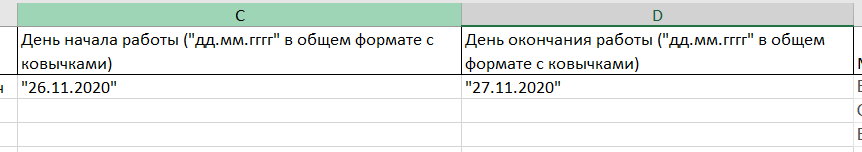 C
D
День начала работы ("дд.мм.гггг" в общем формате с
ковычками)
День окончания работы ("дд.мм.гггг" в общем
формате с ковычками)
"26.11.2020"
"27.11.2020"